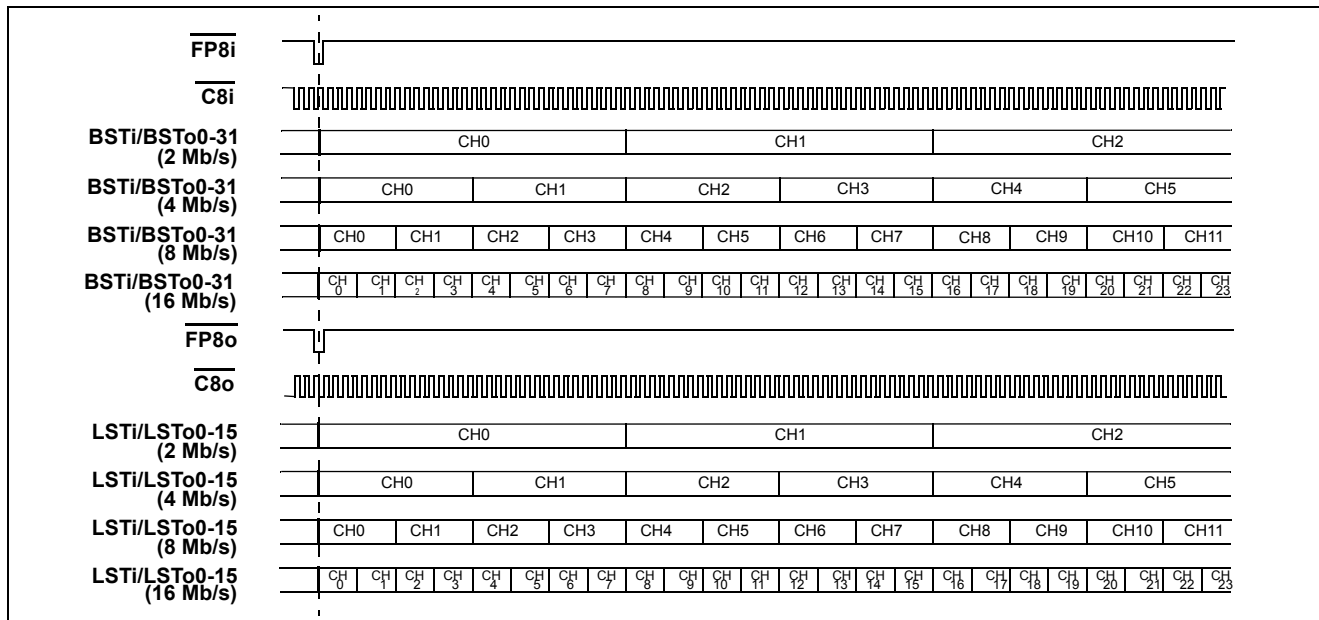 FP8i
C8i
BSTi/BSTo0-31
(2 Mb/s)
CH0 CH1 CH2
BSTi/BSTo0-31
(4 Mb/s)
CH0 CH1 CH2 CH3 CH4 CH5
BSTi/BSTo0-31
(8 Mb/s)
CH0 CH1 CH2 CH3 CH4 CH5 CH6 CH7 CH8 CH9 CH10 CH11
BSTi/BSTo0-31
(16 Mb/s)
CH CH CH CH CH CH CH CH CH CH CH CH CH CH CH CH CH CH CH CH CH CH CH CH
0 1 2 3 4 5 6 7 8 9 10 11 12 13 14 15 16 17 18 19 20 21 22 23
FP8o
C8o
LSTi/LSTo0-15
(2 Mb/s)
CH0 CH1 CH2
LSTi/LSTo0-15
(4 Mb/s)
CH0 CH1 CH2 CH3 CH4 CH5
LSTi/LSTo0-15
(8 Mb/s)
CH0 CH1 CH2 CH3 CH4 CH5 CH6 CH7 CH8 CH9 CH10 CH11
LSTi/LSTo0-15
(16 Mb/s)
CH CH CH CH CH CH CH CH CH CH CH CH CH CH CH CH CH CH CH CH CH CH CH CH
0 1 2 3 4 5 6 7 8 9 10 11 12 13 14 15 16 17 18 19 20 21 22 23